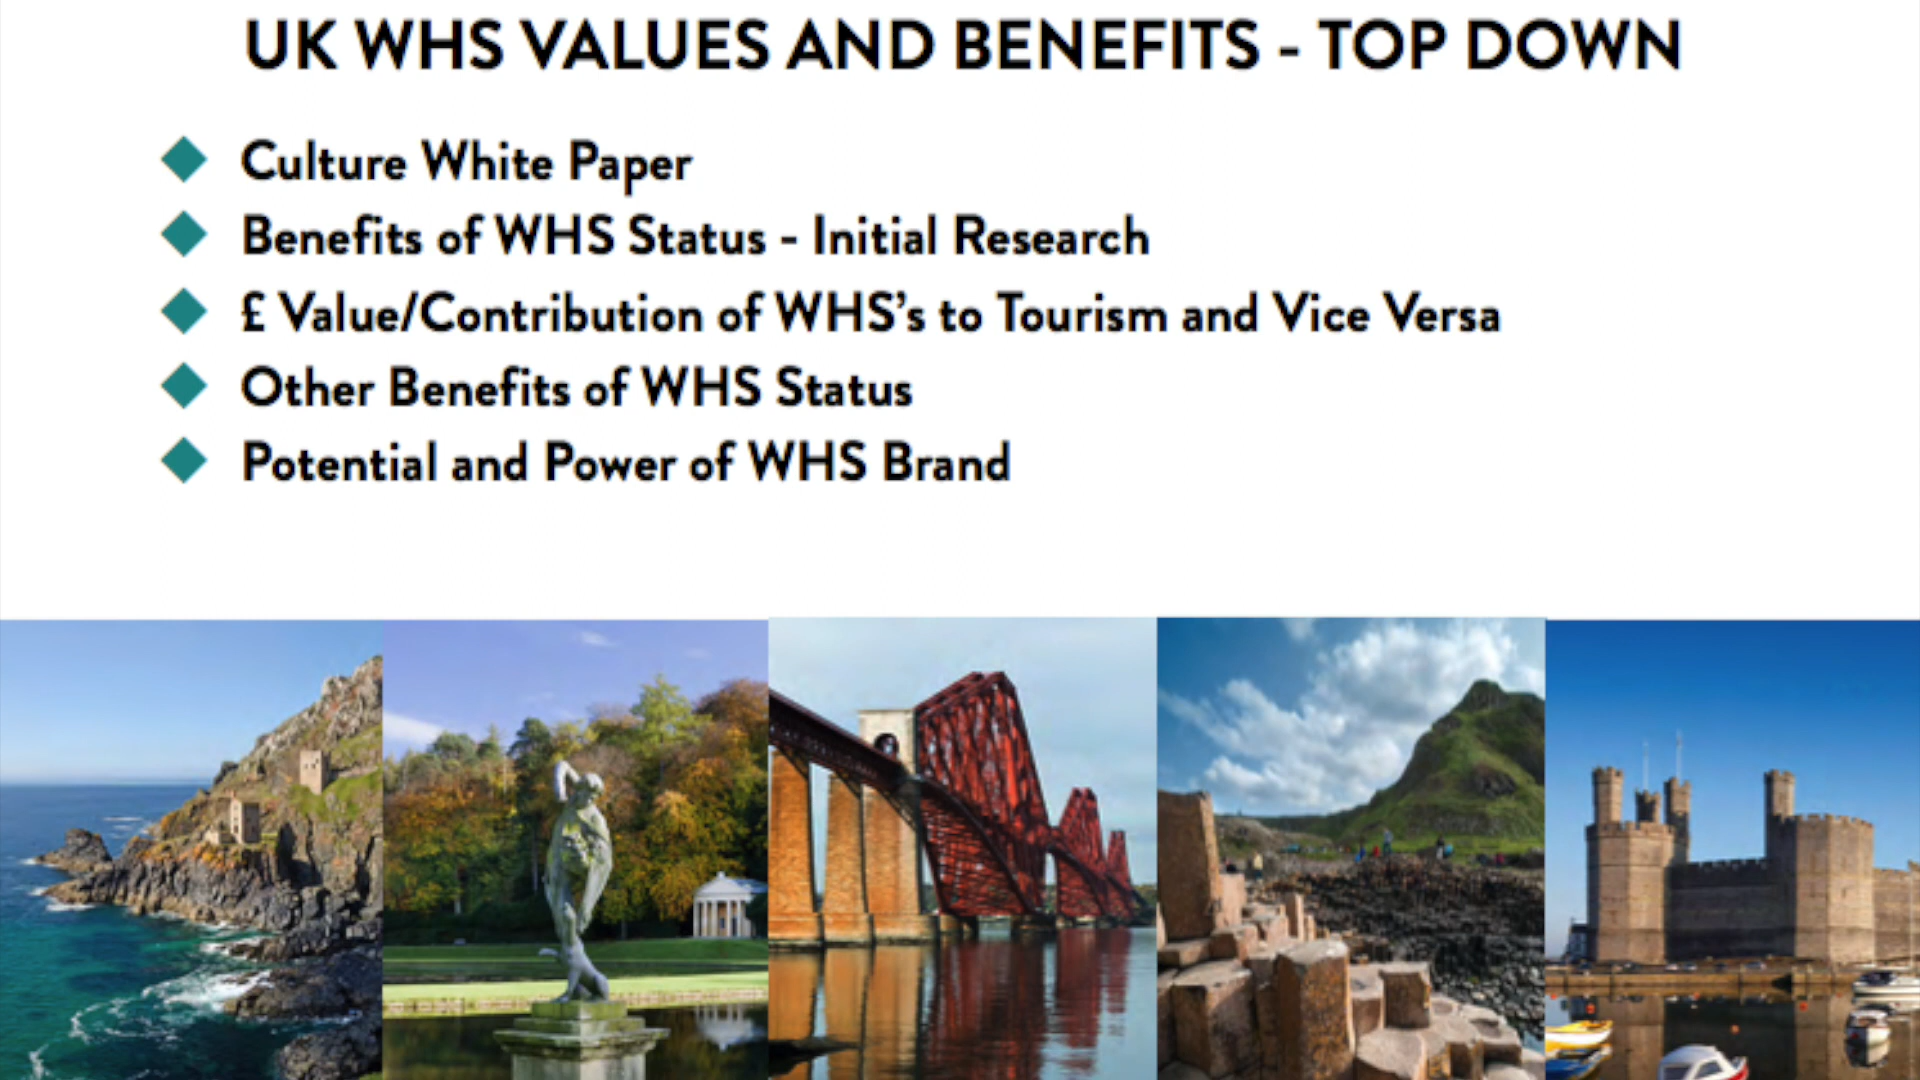 UK WHS VALUES AND BENEFITS - TOP DOWN
Culture White Paper
Benefits of WHS Status - Initial Research
£ Value/Contribution of WHS’s to Tourism and Vice Versa
Other Benefits of WHS Status
Potential and Power of WHS Brand